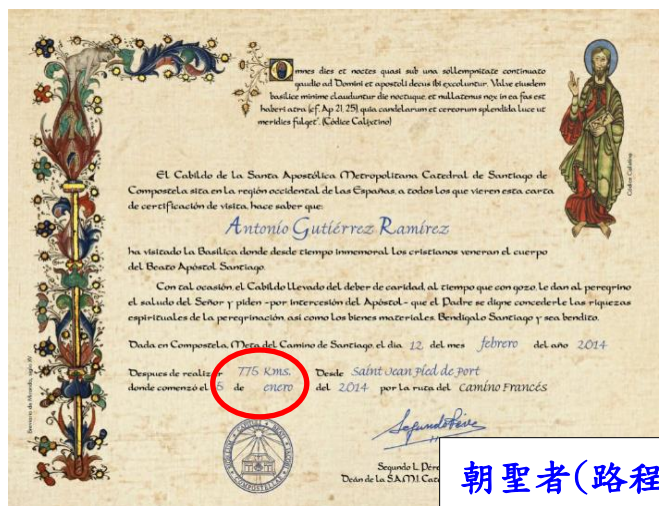 Omnes dies et noctes quasi sub una sollempnitate continuato
gaudio ad Domini et apostoli decus ibi excoluntur. Valve eiusdem
basilice minime clauduntur die noctuque, et nullatenus nox in ea fas est
haberi atra (cf. Ap 21, 25), quia candelarum et cereorum splendida luce ut
meridies fulget". (Códice Calixtino)
El Cabildo de la Santa Apostólica Metropolitana Catedral de Santiago de
Compostela sita en la región occidental de las Españas, a todos los que vieren esta carta
de certificación de visita, hace saber que:
Antonio Gutiérrez Ramírez
ha visitado la Basílica donde desde tiempo inmemorial los cristianos veneran el cuerpo
del Beato Apóstol Santiago.
Con tal ocasión, el Cabildo llevado del deber de caridad, al tiempo que con gozo le dan al peregrino
el saludo del Señor y piden -por intercesión del Apóstol- que el Padre se digne concederle las riquezas
espirituales de la peregrinación, así como los bienes materiales. Bendígalo Santiago y sea bendito.
Dada en Compostela, Meta del Camino de Santiago, el día 12 del mes febrero del año 2014
Despues de realizar 775 Kms. Desde Saint Jean Pied de Port
donde comenzó el 5 de enero del 2014 por la ruta del Camino Francés
Segundo L. Pére
Deán de la S.A.M.I. Cate
Códice Calixtino
朝聖者(路程